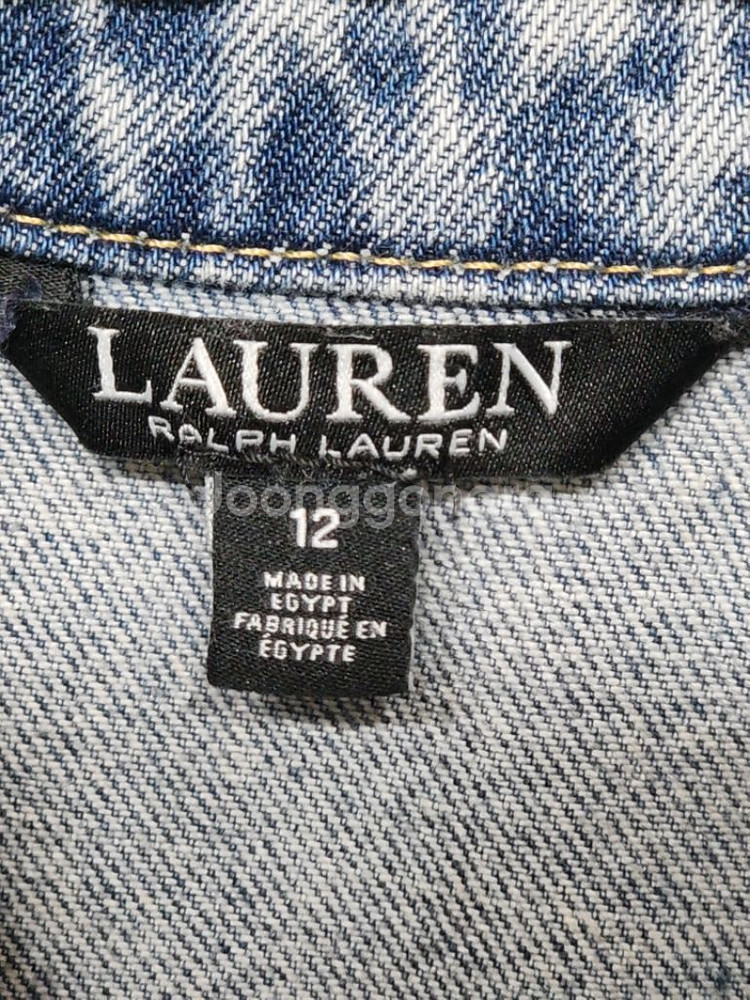 LAUREN
RALPH LAUREN
12
MADE IN
EGYPT
FABRIQUÉ EN
ÉGYPTE